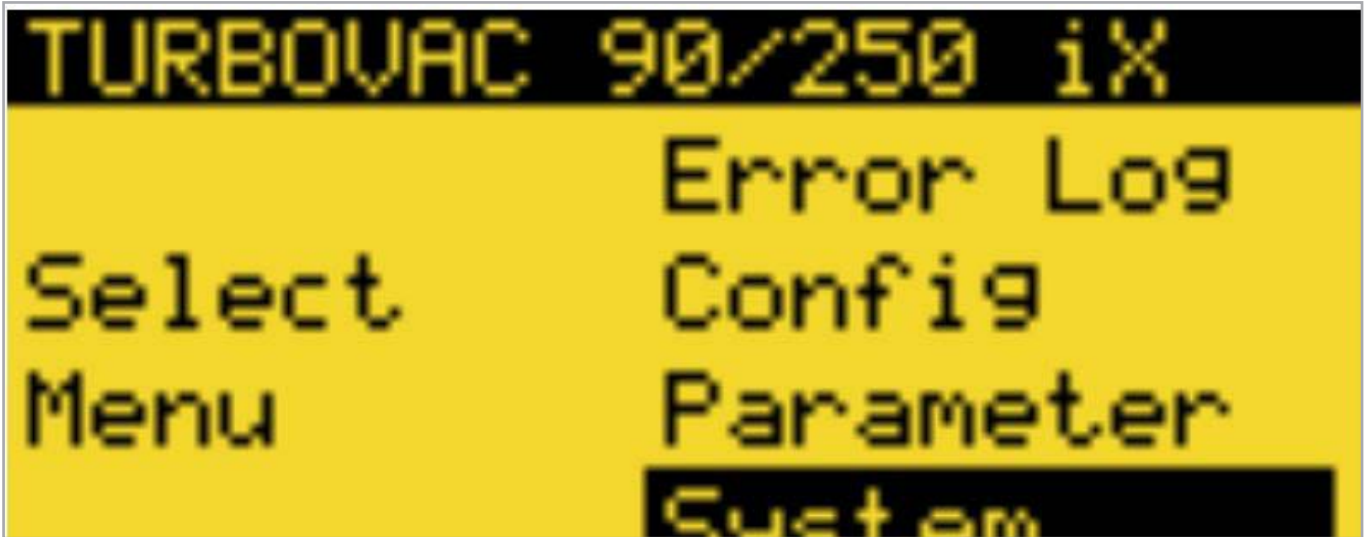 TURBOVAC 90/250 iX
Error Log
Select Config
Menu Parameter
System